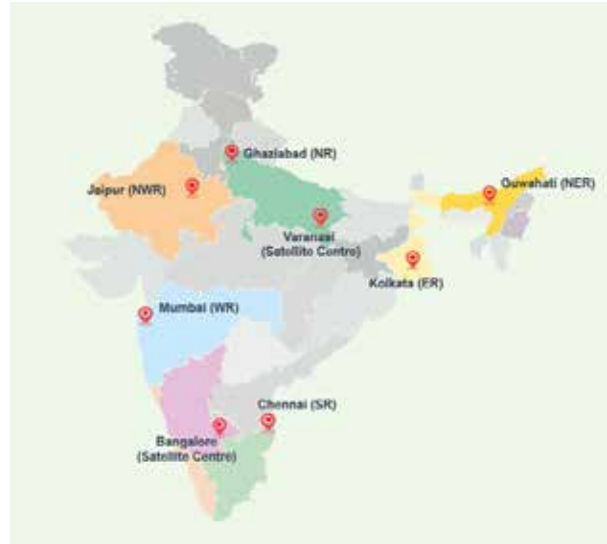 Ghaziabad (NR)
Jaipur (NWR)
Guwahati (NER)
Varanasi
(Satellite Centre)
Kolkata (ER)
Mumbai (WR)
Chennai (SR)
Bangalore
(Satellite Centre)